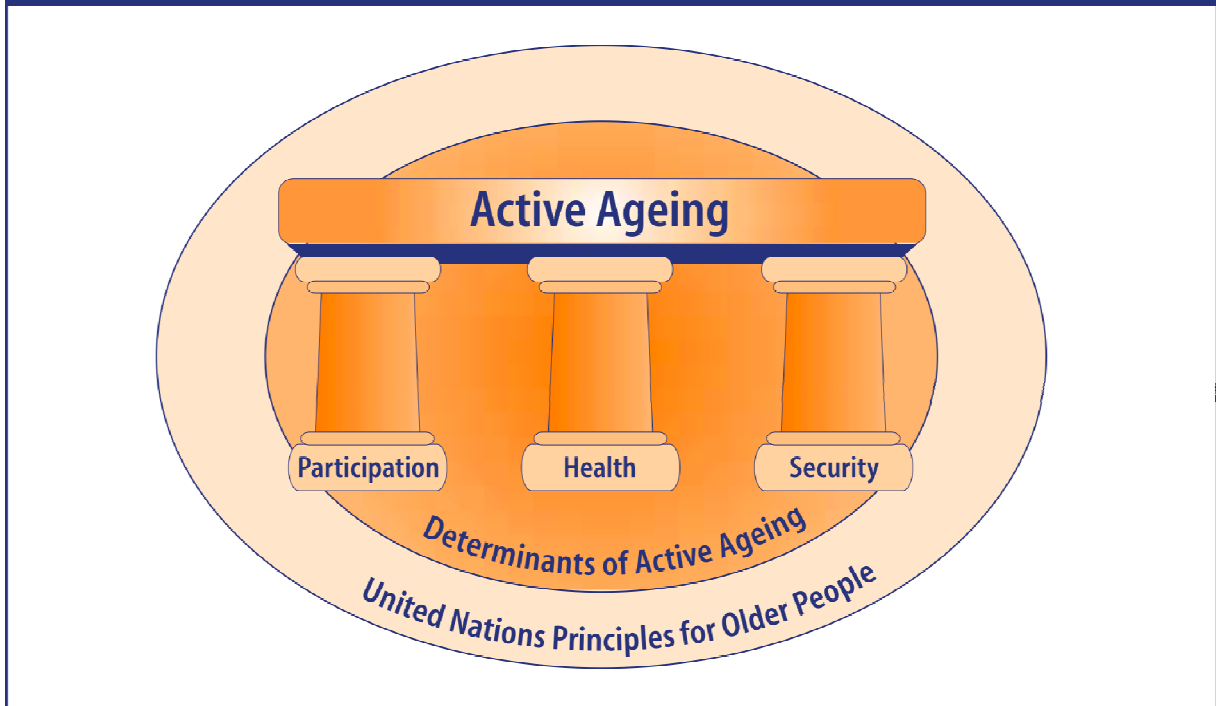 Active Ageing
Participation
Health
Security
Determinants of Active Ageing
United Nations Principles for Older People